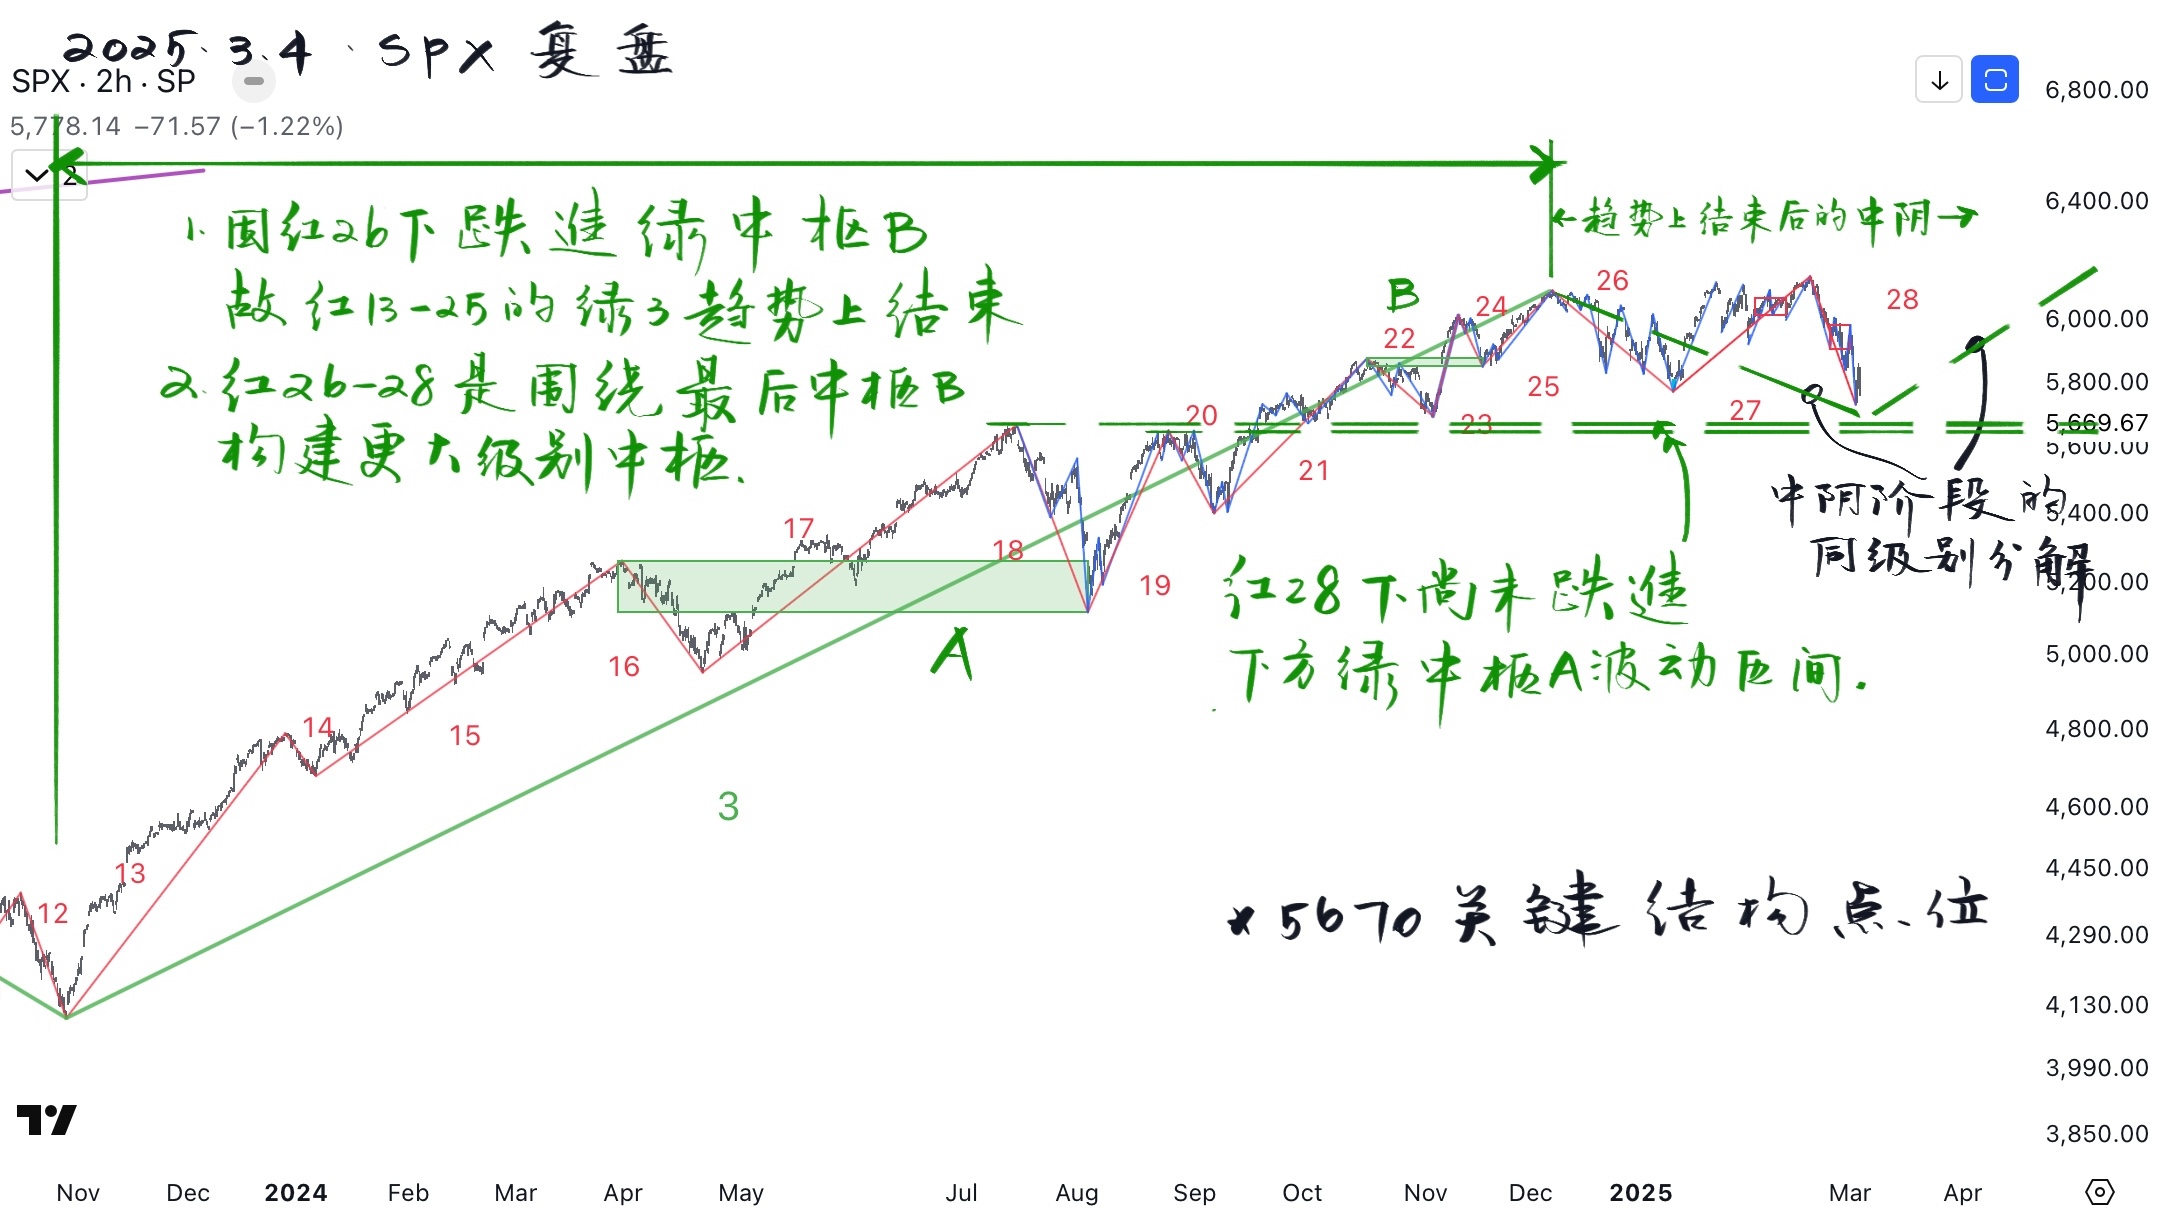 2025.3.4. SPX 复盘
SPX · 2h · SP
5,778.14 −71.57 (−1.22%)
2
1. 因红26下跌進绿中枢B
故红13-25的绿3趋势上结束
2. 红26-28是围绕最后中枢B
构建更大级别中枢.
←趋势上结束后的中阴→
B
A
3
12
13
14
15
16
17
18
19
20
21
22
23
24
25
26
27
28
中阴阶段的
同级别分解
红28下尚未跌進
下方绿中枢A波动区间.
*5670关键结构点位
6,800.00
6,400.00
6,000.00
5,800.00
5,669.67
5,600.00
5,400.00
5,200.00
5,000.00
4,800.00
4,600.00
4,450.00
4,290.00
4,130.00
3,990.00
3,850.00
Nov Dec 2024 Feb Mar Apr May Jul Aug Sep Oct Nov Dec 2025 Mar Apr